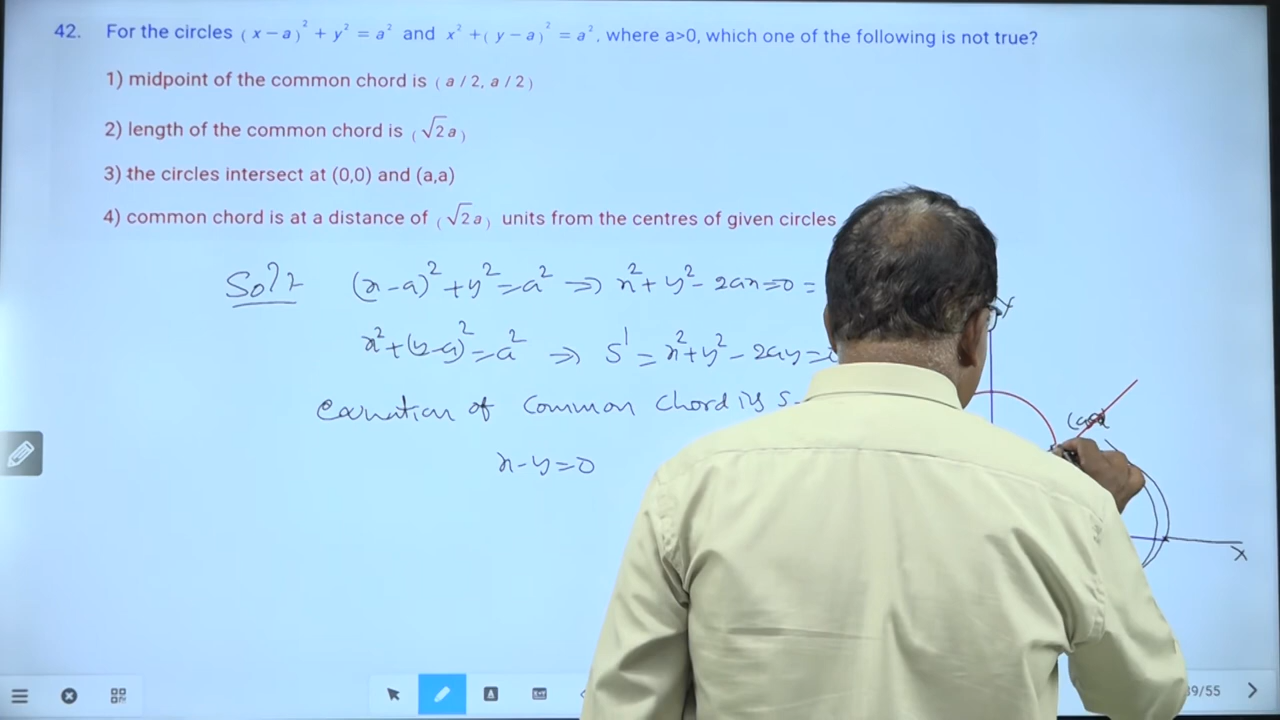 42. For the circles (x-a)² + y² = a² and x² + (y-a)² = a², where a>0, which one of the following is not true?
1) midpoint of the common chord is (a/2, a/2)
2) length of the common chord is (√2a)
3) the circles intersect at (0,0) and (a,a)
4) common chord is at a distance of (√2a) units from the centres of given circles
Sol:- (x-a)²+y²=a² ⇒ x²+y²-2ax=0 =
Y
x²+(y-a)²=a² ⇒ S¹=x²+y²-2ay=
equation of common chord is S-
x-y=0
X
9/55